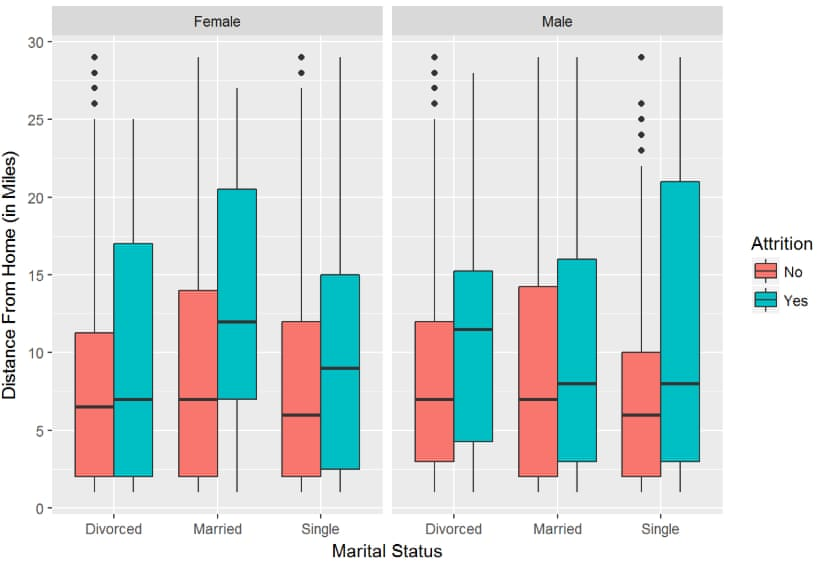 Female
Male
Distance From Home (in Miles)
30
25
20
15
10
5
0
Divorced
Married
Single
Divorced
Married
Single
Marital Status
Attrition
No
Yes